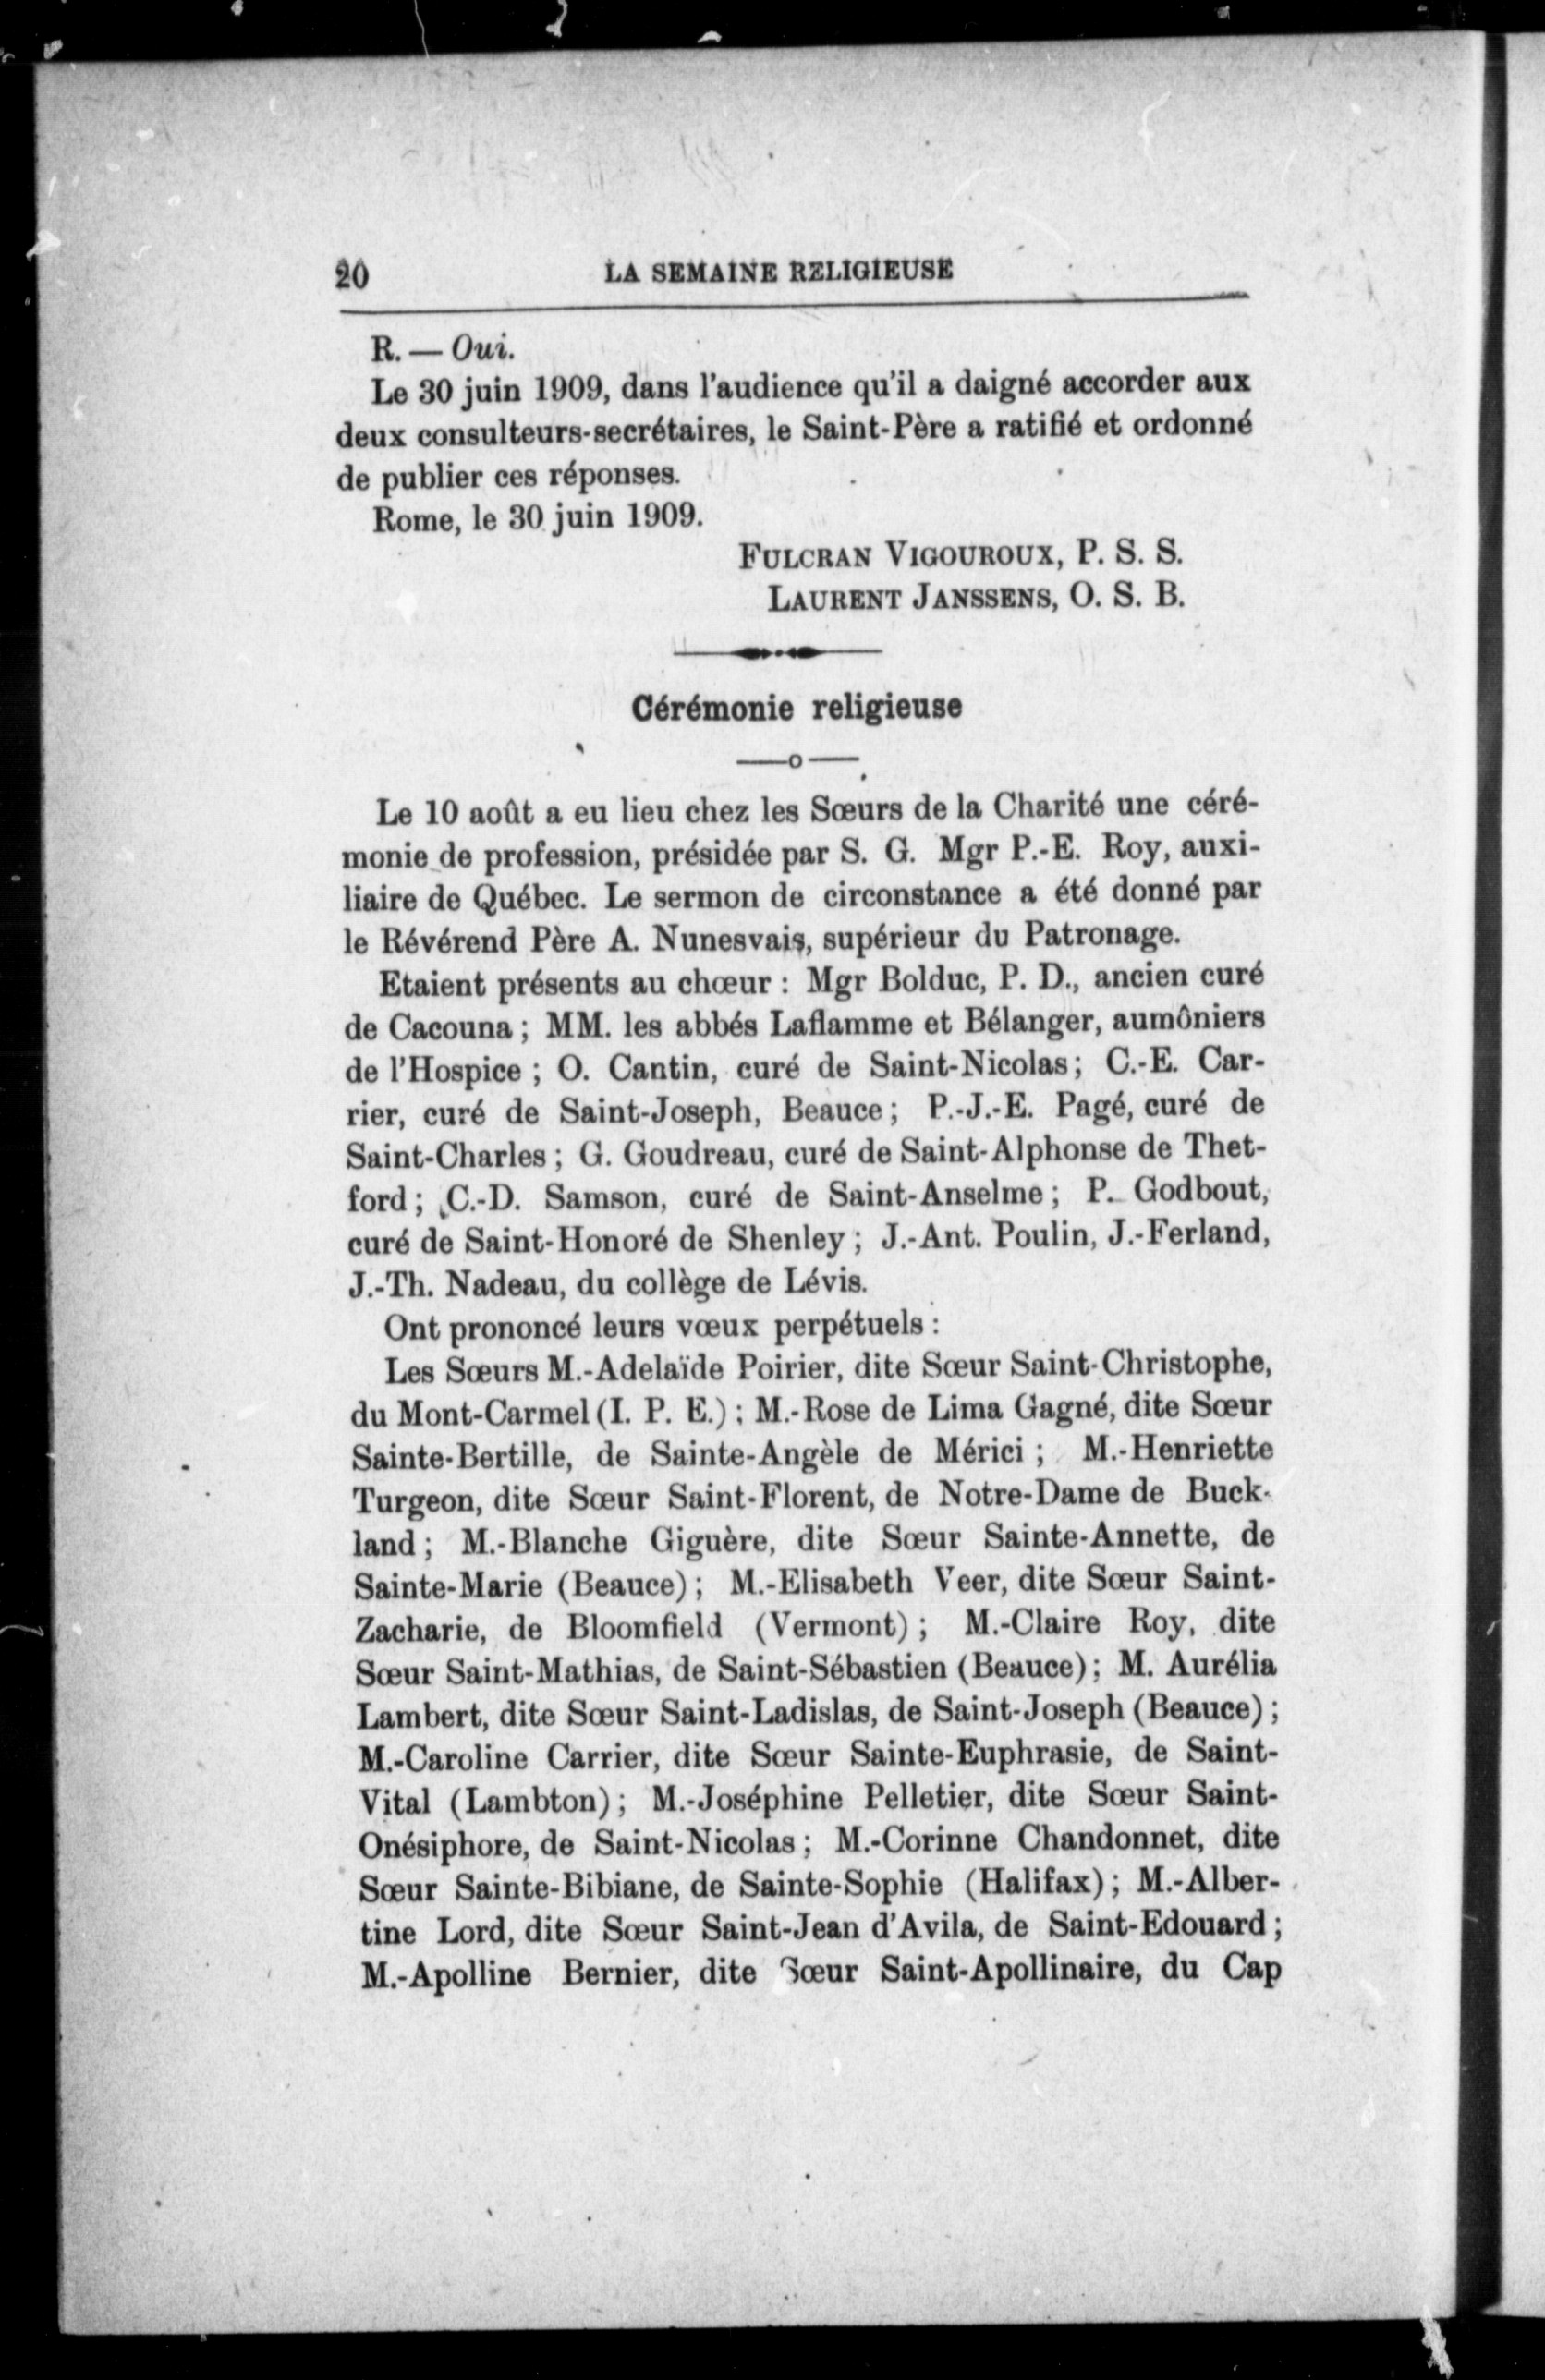 20 LA SEMAINE RELIGIEUSE
R. — Oui.
Le 30 juin 1909, dans l'audience qu'il a daigné accorder aux
deux consulteurs-secrétaires, le Saint-Père a ratifié et ordonné
de publier ces réponses.
Rome, le 30 juin 1909.
FULCRAN VIGOUROUX, P. S. S.
LAURENT JANSSENS, O. S. B.
Cérémonie religieuse
—o—
Le 10 août a eu lieu chez les Sœurs de la Charité une céré-
monie de profession, présidée par S. G. Mgr P.-E. Roy, auxi-
liaire de Québec. Le sermon de circonstance a été donné par
le Révérend Père A. Nunesvais, supérieur du Patronage.
Etaient présents au chœur : Mgr Bolduc, P. D., ancien curé
de Cacouna ; MM. les abbés Laflamme et Bélanger, aumôniers
de l'Hospice ; O. Cantin, curé de Saint-Nicolas ; C.-E. Car-
rier, curé de Saint-Joseph, Beauce ; P.-J.-E. Pagé, curé de
Saint-Charles ; G. Goudreau, curé de Saint-Alphonse de Thet-
ford ; C.-D. Samson, curé de Saint-Anselme ; P. Godbout,
curé de Saint-Honoré de Shenley ; J.-Ant. Poulin, J.-Ferland,
J.-Th. Nadeau, du collège de Lévis.
Ont prononcé leurs vœux perpétuels :
Les Sœurs M.-Adelaïde Poirier, dite Sœur Saint-Christophe,
du Mont-Carmel (I. P. E.) ; M.-Rose de Lima Gagné, dite Sœur
Sainte-Bertille, de Sainte-Angèle de Mérici ; M.-Henriette
Turgeon, dite Sœur Saint-Florent, de Notre-Dame de Buck-
land ; M.-Blanche Giguère, dite Sœur Sainte-Annette, de
Sainte-Marie (Beauce) ; M.-Elisabeth Veer, dite Sœur Saint-
Zacharie, de Bloomfield (Vermont) ; M.-Claire Roy, dite
Sœur Saint-Mathias, de Saint-Sébastien (Beauce) ; M. Aurélia
Lambert, dite Sœur Saint-Ladislas, de Saint-Joseph (Beauce) ;
M.-Caroline Carrier, dite Sœur Sainte-Euphrasie, de Saint-
Vital (Lambton) ; M.-Joséphine Pelletier, dite Sœur Saint-
Onésiphore, de Saint-Nicolas ; M.-Corinne Chandonnet, dite
Sœur Sainte-Bibiane, de Sainte-Sophie (Halifax) ; M.-Alber-
tine Lord, dite Sœur Saint-Jean d'Avila, de Saint-Edouard ;
M.-Apolline Bernier, dite Sœur Saint-Apollinaire, du Cap